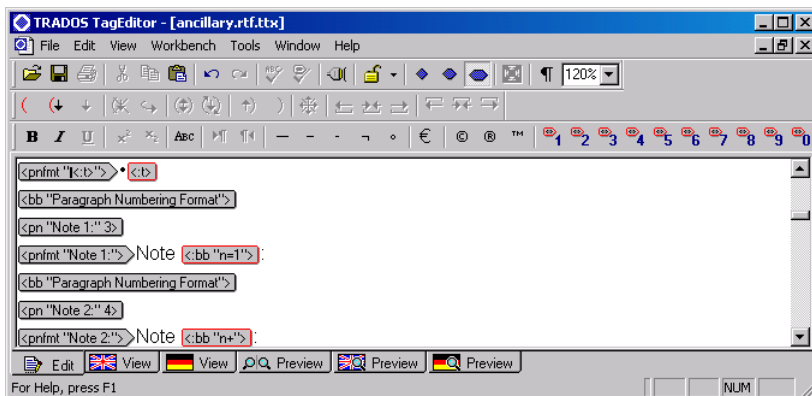 TRADOS TagEditor - [ancillary.rtf.ttx]
File Edit View Workbench Tools Window Help
¶ 120%
B I U x² x₂ ABC ¶ ¶ — – - ¬ ° € © ® ™ 1 2 3 4 5 6 7 8 9 0
<pnfmt "|<:t>"> • <:t>
<bb "Paragraph Numbering Format">
<pn "Note 1:" 3>
<pnfmt "Note 1:"> Note <:bb "n=1"> :
<bb "Paragraph Numbering Format">
<pn "Note 2:" 4>
<pnfmt "Note 2:"> Note <:bb "n+"> :
Edit View View Preview Preview Preview
For Help, press F1 NUM